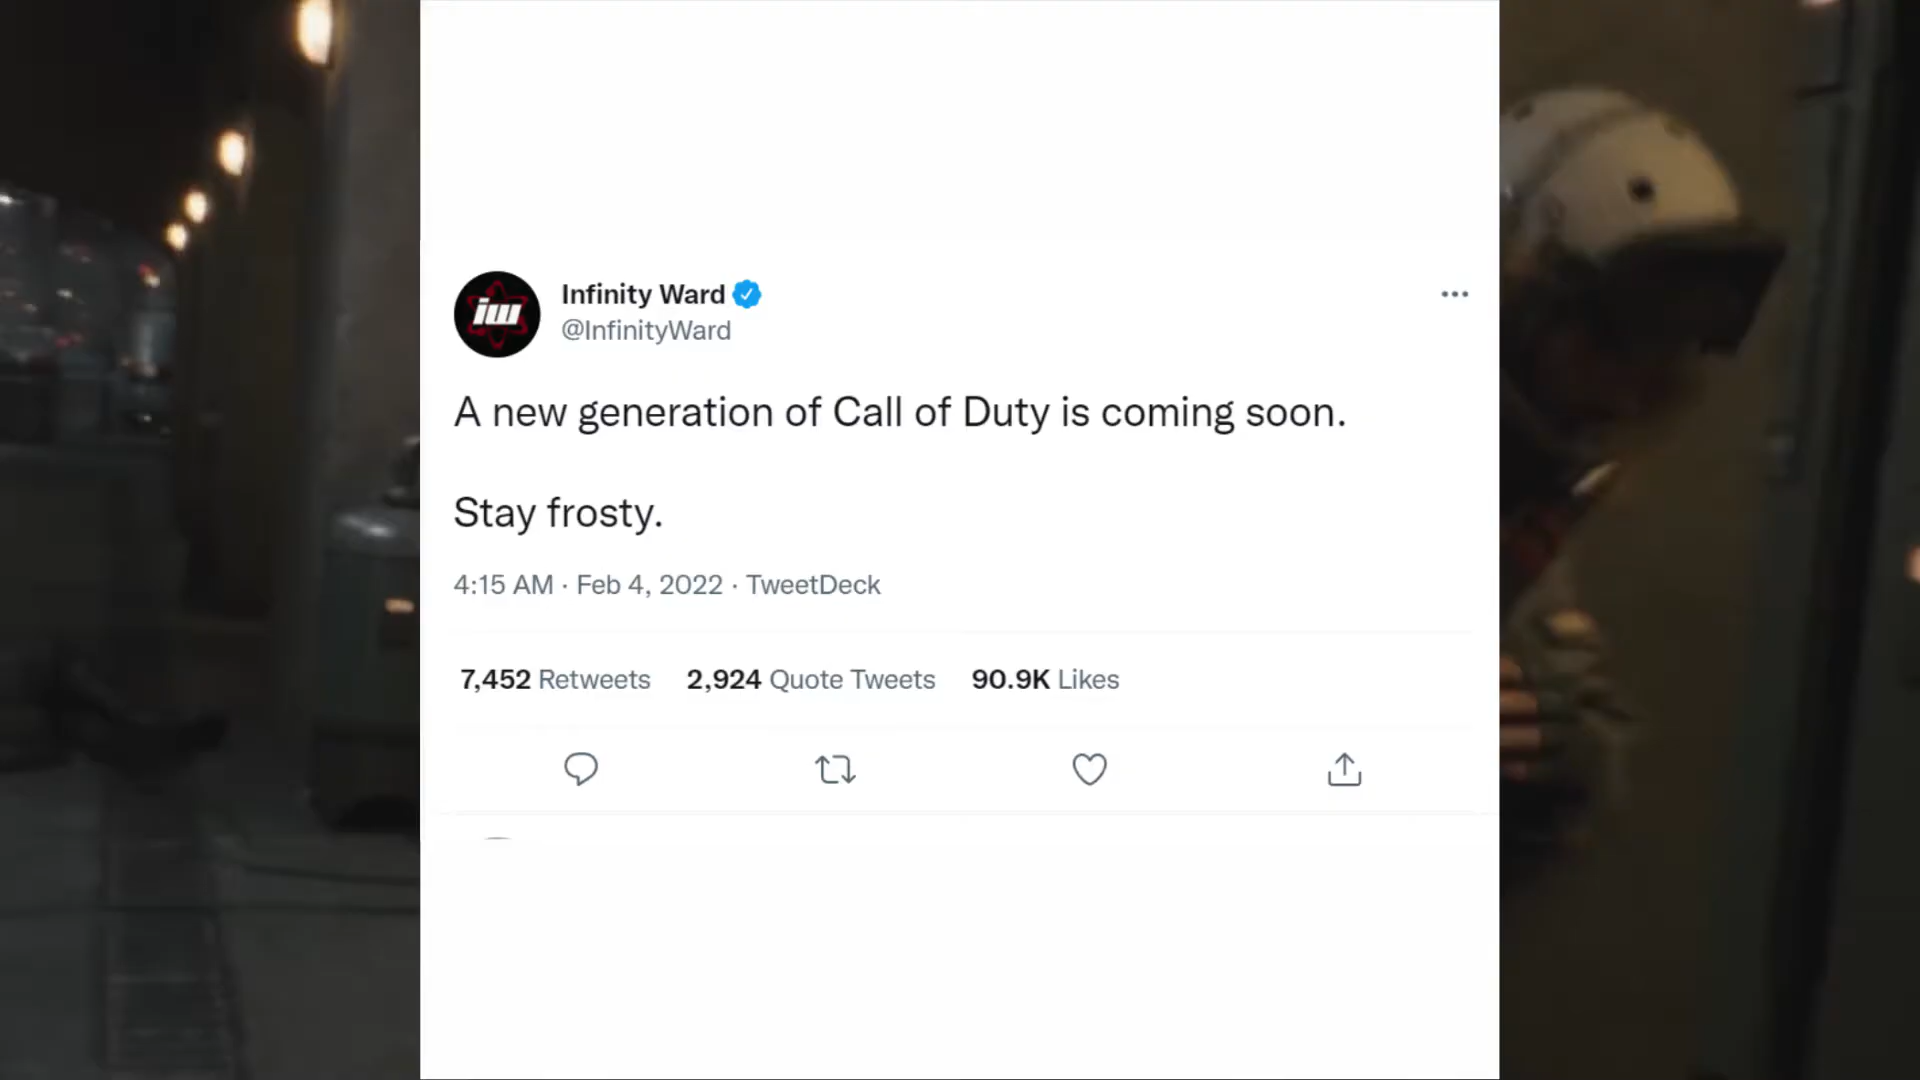 iw
Infinity Ward
@InfinityWard
A new generation of Call of Duty is coming soon.
Stay frosty.
4:15 AM · Feb 4, 2022 · TweetDeck
7,452 Retweets 2,924 Quote Tweets 90.9K Likes